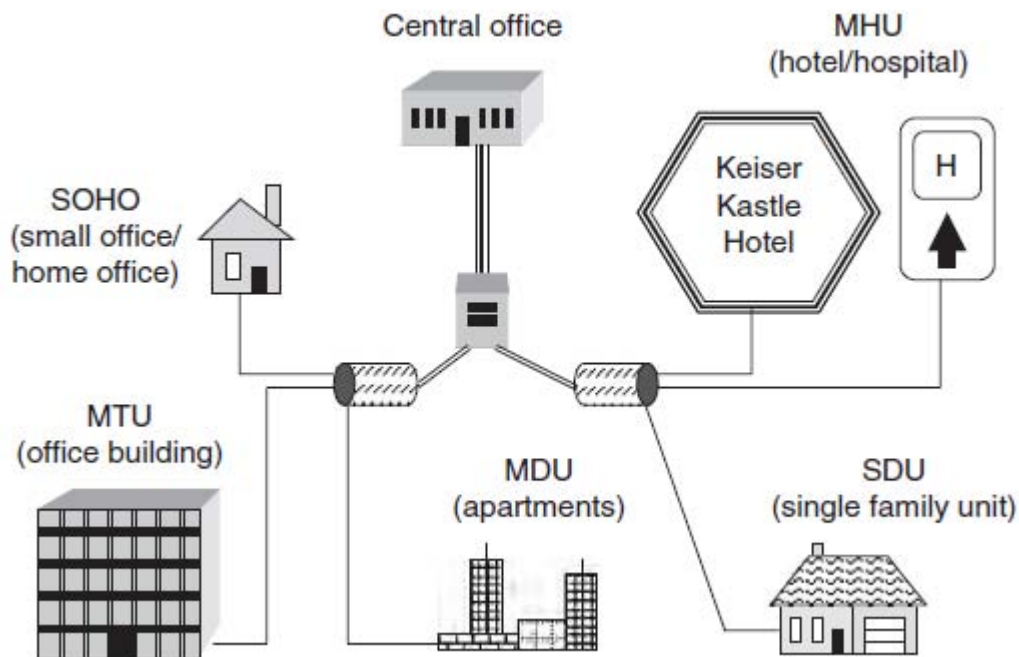 Central office
MHU
(hotel/hospital)
Keiser
Kastle
Hotel
H
SOHO
(small office/
home office)
MTU
(office building)
MDU
(apartments)
SDU
(single family unit)